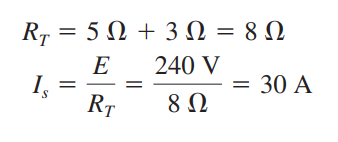 R_T = 5 Ω + 3 Ω = 8 Ω
I_s = E/R_T = 240 V/8 Ω = 30 A